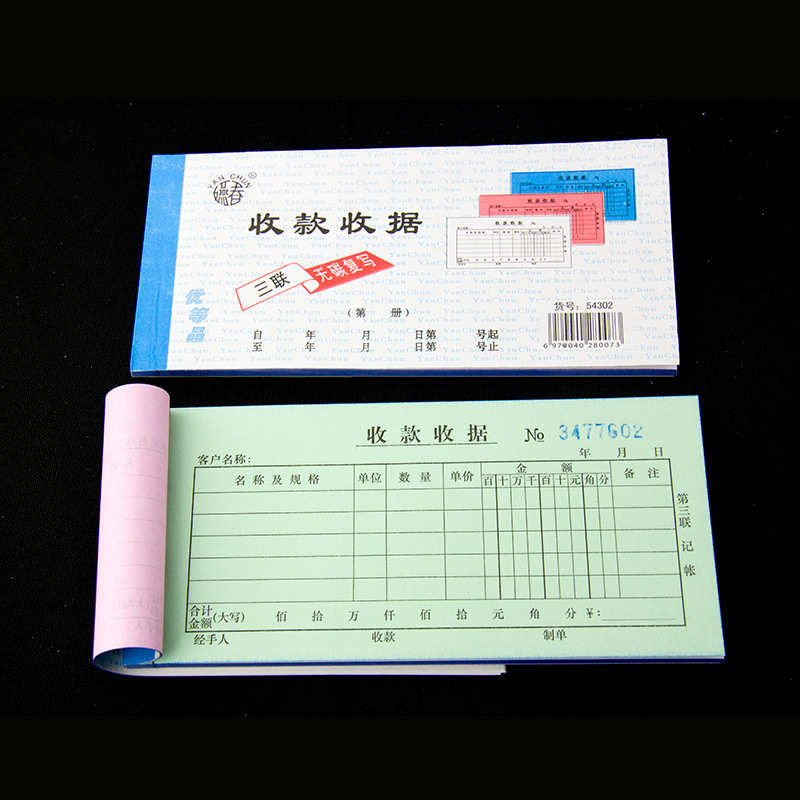 YAN CHUN ®
燕春
收款收据
三联 无碳复写
优等品
(第 册)
货号: 54302
自 年 月 日第 号起
至 年 月 日第 号止
6 970040 280073
收款收据 № 3477602
年 月 日
客户名称:
名称及规格 单位 数量 单价 金额 备注
百 十 万 千 百 十 元 角 分
第三联 记帐
合计金额(大写) 佰 拾 万 仟 佰 拾 元 角 分 ¥:
经手人 收款 制单